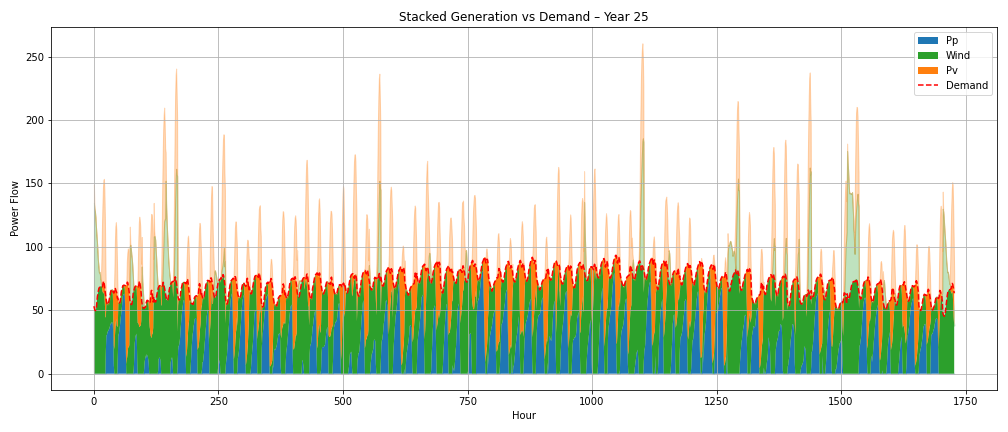 Stacked Generation vs Demand – Year 25
Pp
Wind
Pv
Demand
Power Flow
250
200
150
100
50
0
0 250 500 750 1000 1250 1500 1750
Hour